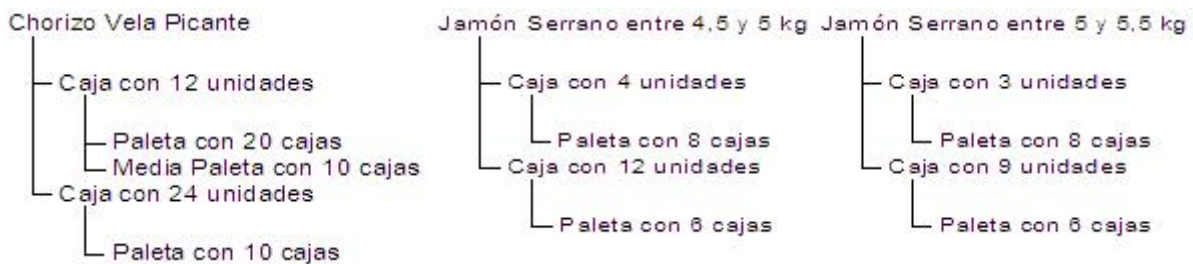 Chorizo Vela Picante
Caja con 12 unidades
Paleta con 20 cajas
Media Paleta con 10 cajas
Caja con 24 unidades
Paleta con 10 cajas
Jamón Serrano entre 4,5 y 5 kg
Caja con 4 unidades
Paleta con 8 cajas
Caja con 12 unidades
Paleta con 6 cajas
Jamón Serrano entre 5 y 5,5 kg
Caja con 3 unidades
Paleta con 8 cajas
Caja con 9 unidades
Paleta con 6 cajas